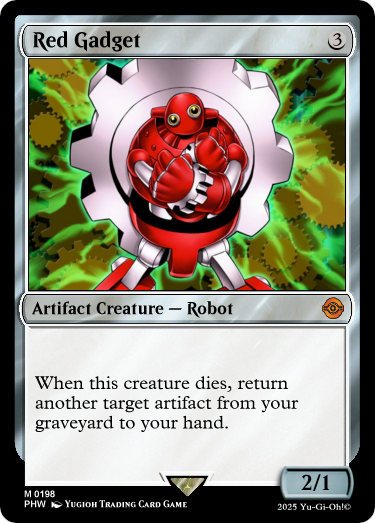 Red Gadget 3
Artifact Creature — Robot
When this creature dies, return
another target artifact from your
graveyard to your hand.
2/1
M 0198
PHW Yugioh Trading Card Game
2025 Yu-Gi-Oh!©